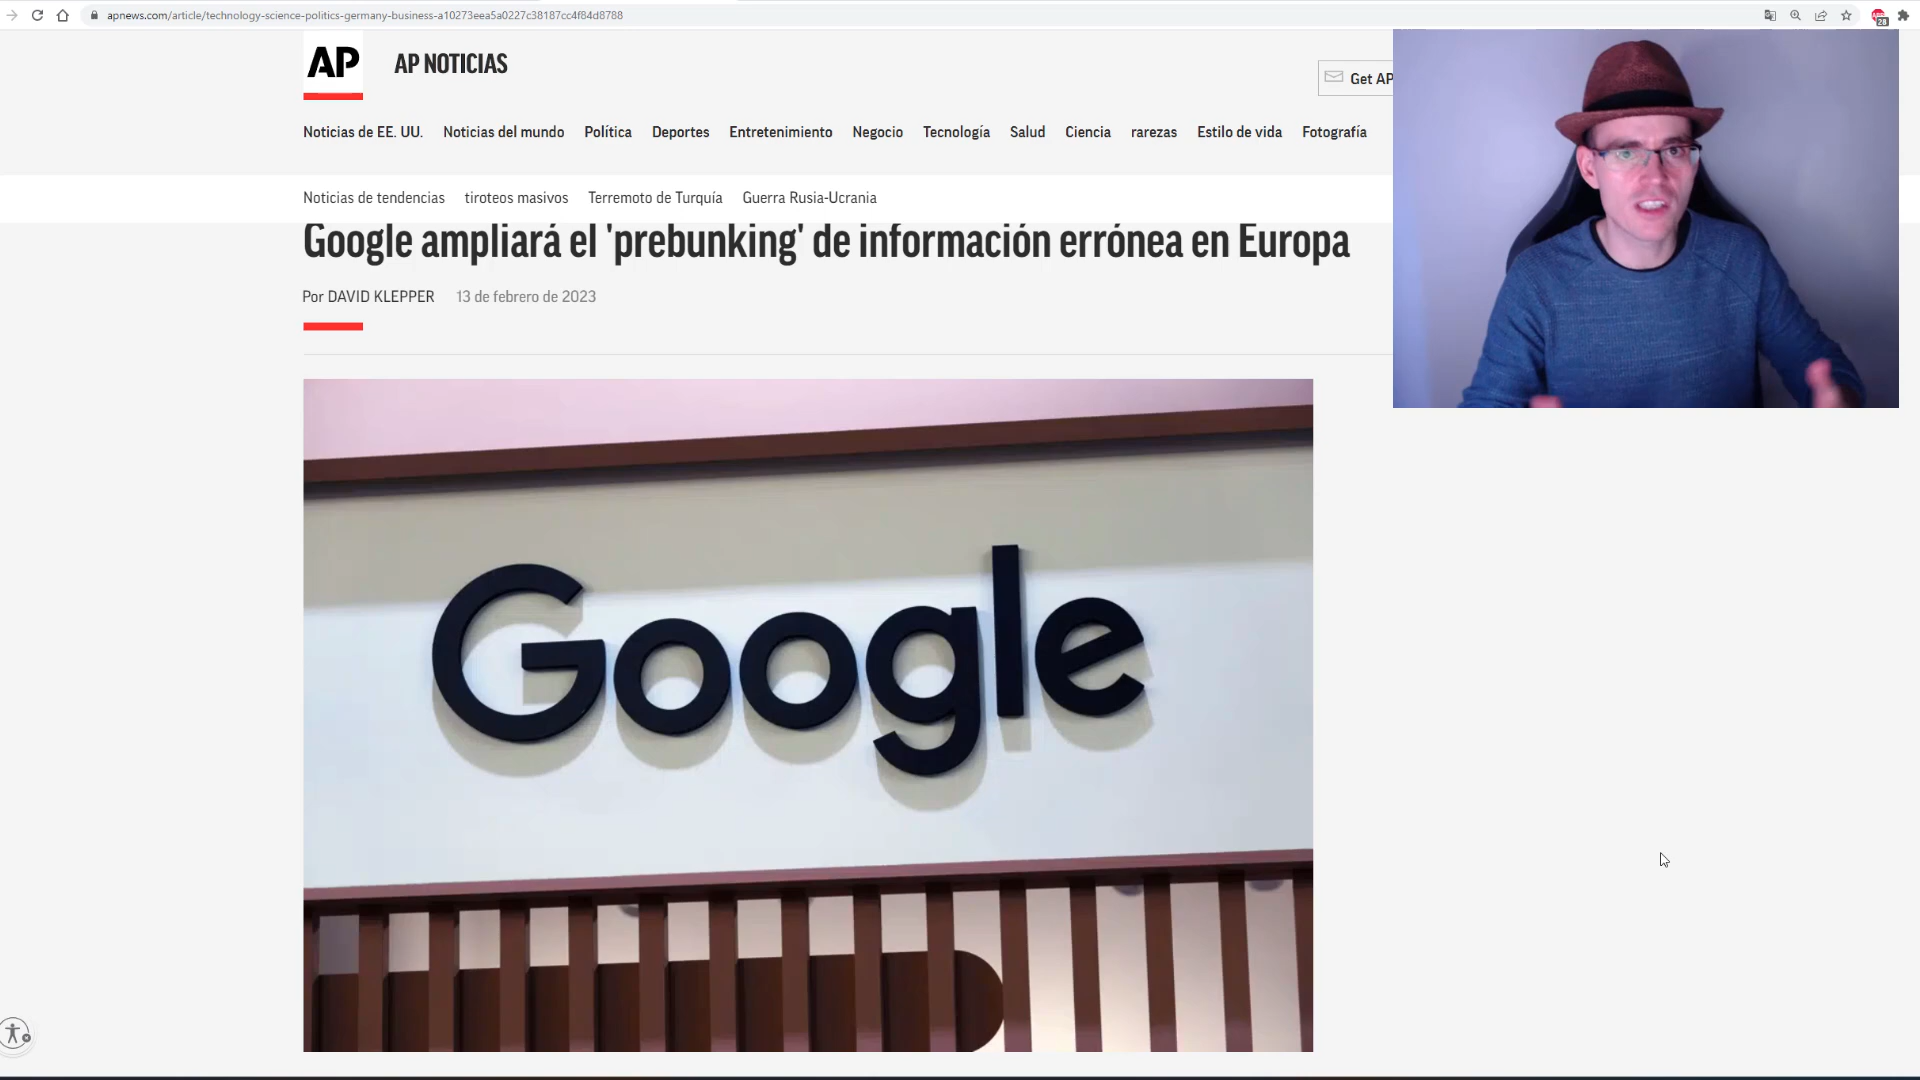 apnews.com/article/technology-science-politics-germany-business-a10273eea5a0227c38187cc4f84d8788
28
AP AP NOTICIAS
Get AP
Noticias de EE. UU. Noticias del mundo Política Deportes Entretenimiento Negocio Tecnología Salud Ciencia rarezas Estilo de vida Fotografía
Noticias de tendencias tiroteos masivos Terremoto de Turquía Guerra Rusia-Ucrania
Google ampliará el 'prebunking' de información errónea en Europa
Por DAVID KLEPPER 13 de febrero de 2023
Google